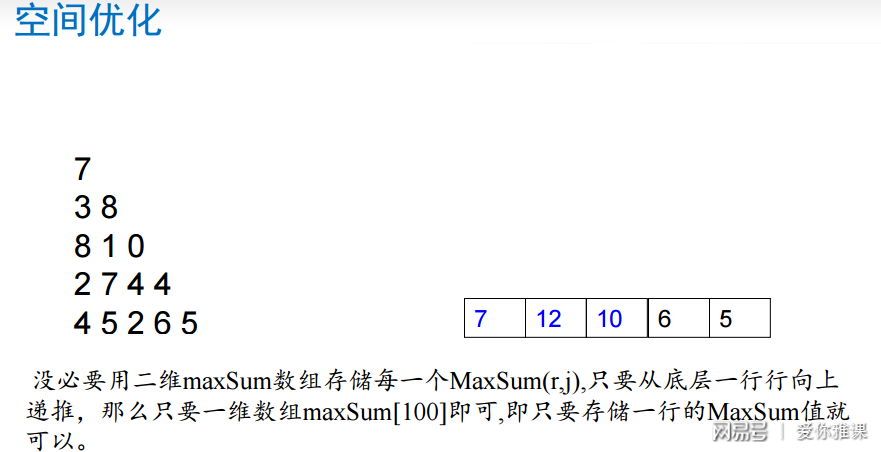 空间优化
7
3 8
8 1 0
2 7 4 4
4 5 2 6 5
7 12 10 6 5
没必要用二维maxSum数组存储每一个MaxSum(r,j),只要从底层一行行向上
递推，那么只要一维数组maxSum[100]即可,即只要存储一行的MaxSum值就
可以。
网易号 | 爱你雅课